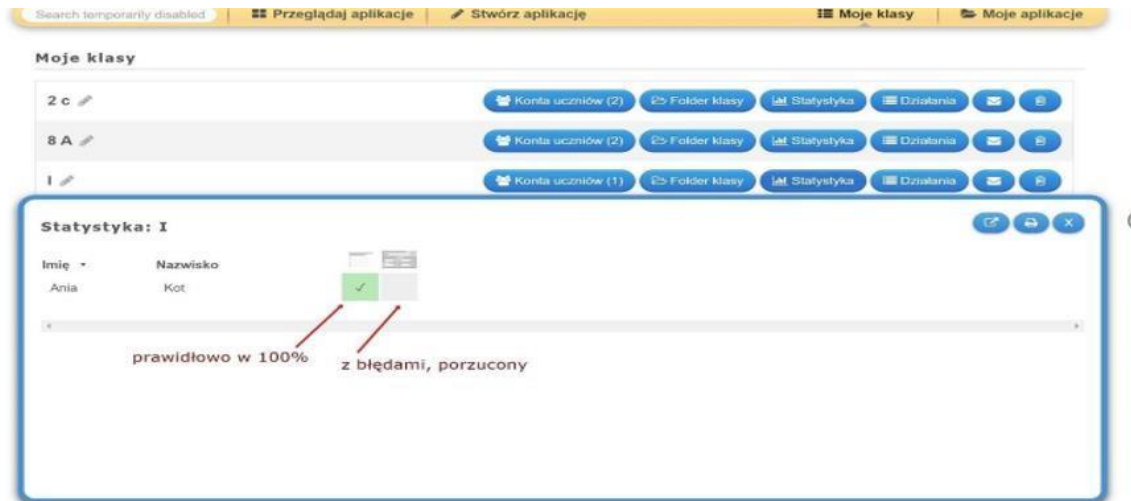 Search temporarily disabled Przeglądaj aplikacje Stwórz aplikację Moje klasy Moje aplikacje
Moje klasy
2 c Konta uczniów (2) Folder klasy Statystyka Działania
8 A Konta uczniów (2) Folder klasy Statystyka Działania
I Konta uczniów (1) Folder klasy Statystyka Działania
Statystyka: I X
Imię Nazwisko
Ania Kot ✓
prawidłowo w 100% z błędami, porzucony